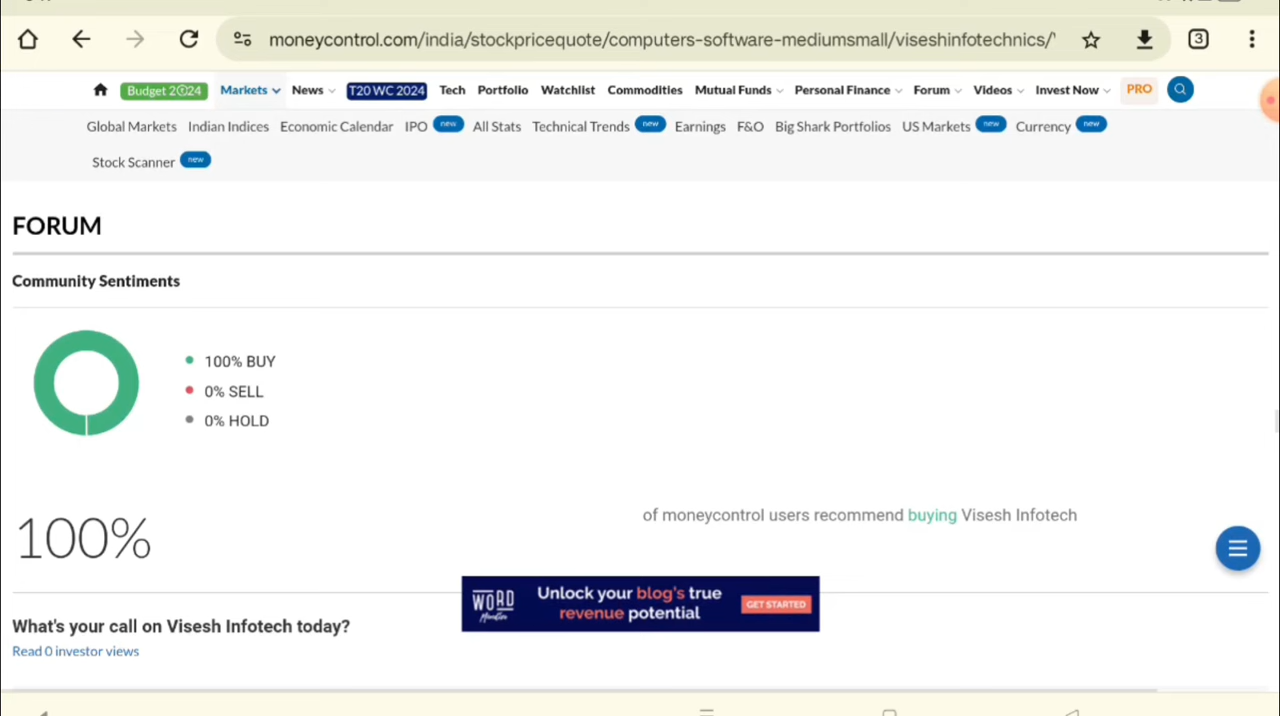 moneycontrol.com/india/stockpricequote/computers-software-mediumsmall/viseshinfotechnics/
3
Budget 2024 Markets News T20 WC 2024 Tech Portfolio Watchlist Commodities Mutual Funds Personal Finance Forum Videos Invest Now PRO
Global Markets Indian Indices Economic Calendar IPO new All Stats Technical Trends new Earnings F&O Big Shark Portfolios US Markets new Currency new
Stock Scanner new
FORUM
Community Sentiments
100% BUY
0% SELL
0% HOLD
100%
of moneycontrol users recommend buying Visesh Infotech
WORD
Unlock your blog's true
revenue potential
GET STARTED
What's your call on Visesh Infotech today?
Read 0 investor views